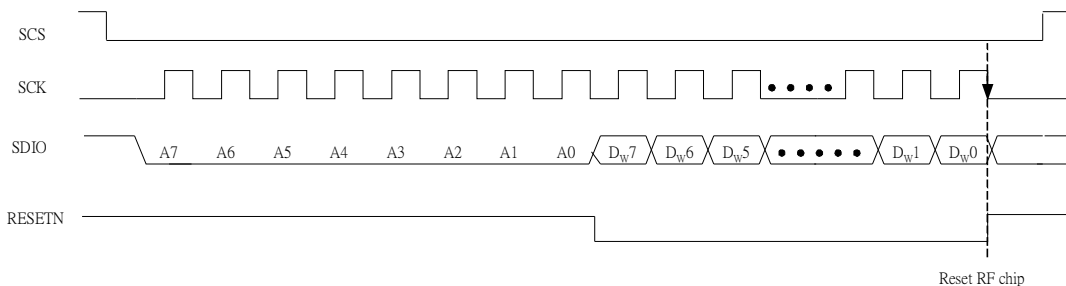 SCS
SCK
SDIO
A7 A6 A5 A4 A3 A2 A1 A0 DW7 DW6 DW5 DW1 DW0
RESETN
Reset RF chip